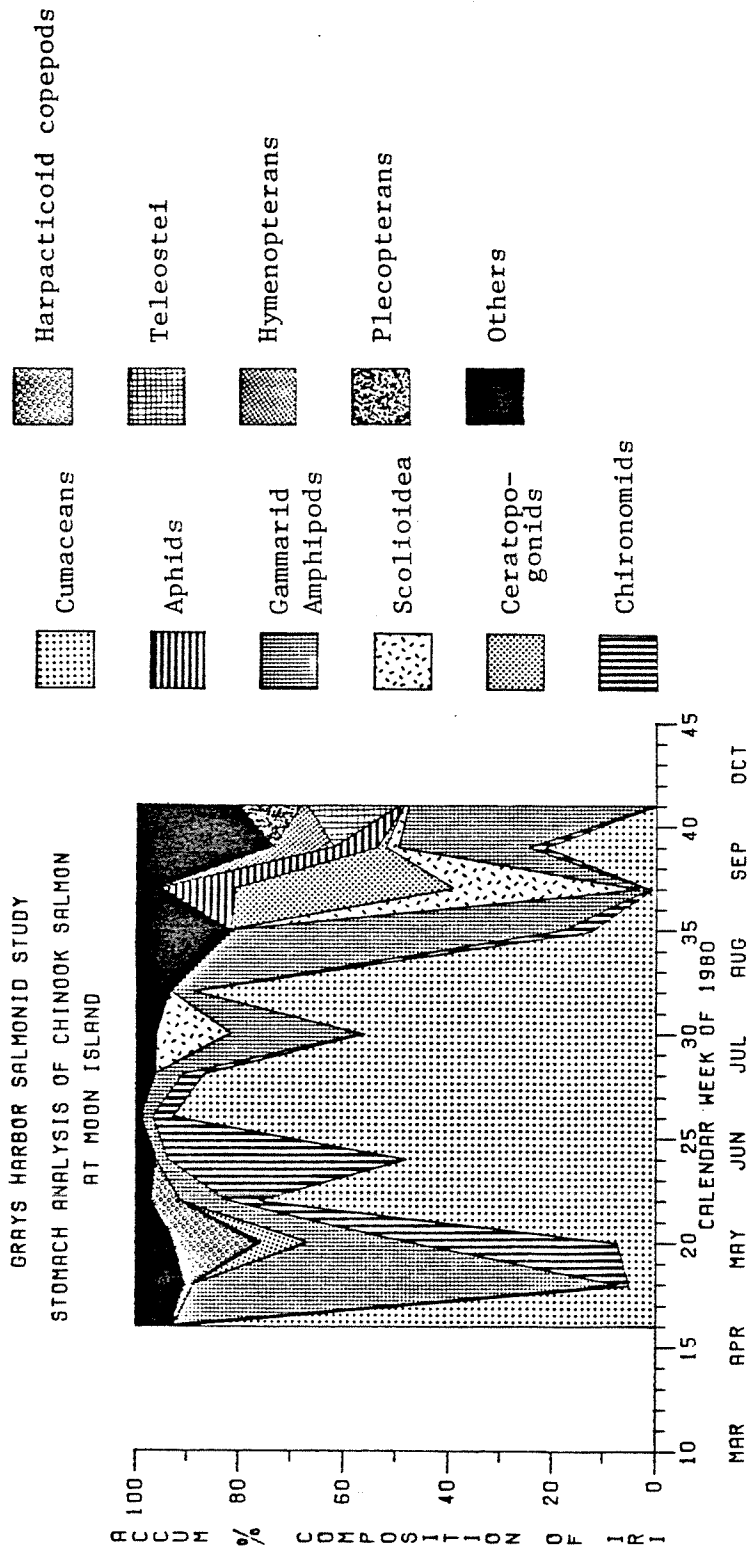 GRAYS HARBOR SALMONID STUDY
STOMACH ANALYSIS OF CHINOOK SALMON
AT MOON ISLAND
ACCUM % COMPOSITION OF IRI
100
80
60
40
20
0
10 15 20 25 30 35 40 45
CALENDAR WEEK OF 1980
MAR APR MAY JUN JUL AUG SEP OCT
Cumaceans
Aphids
Gammarid
Amphipods
Scolioidea
Ceratopo-
gonids
Chironomids
Harpacticoid copepods
Teleostei
Hymenopterans
Plecopterans
Others